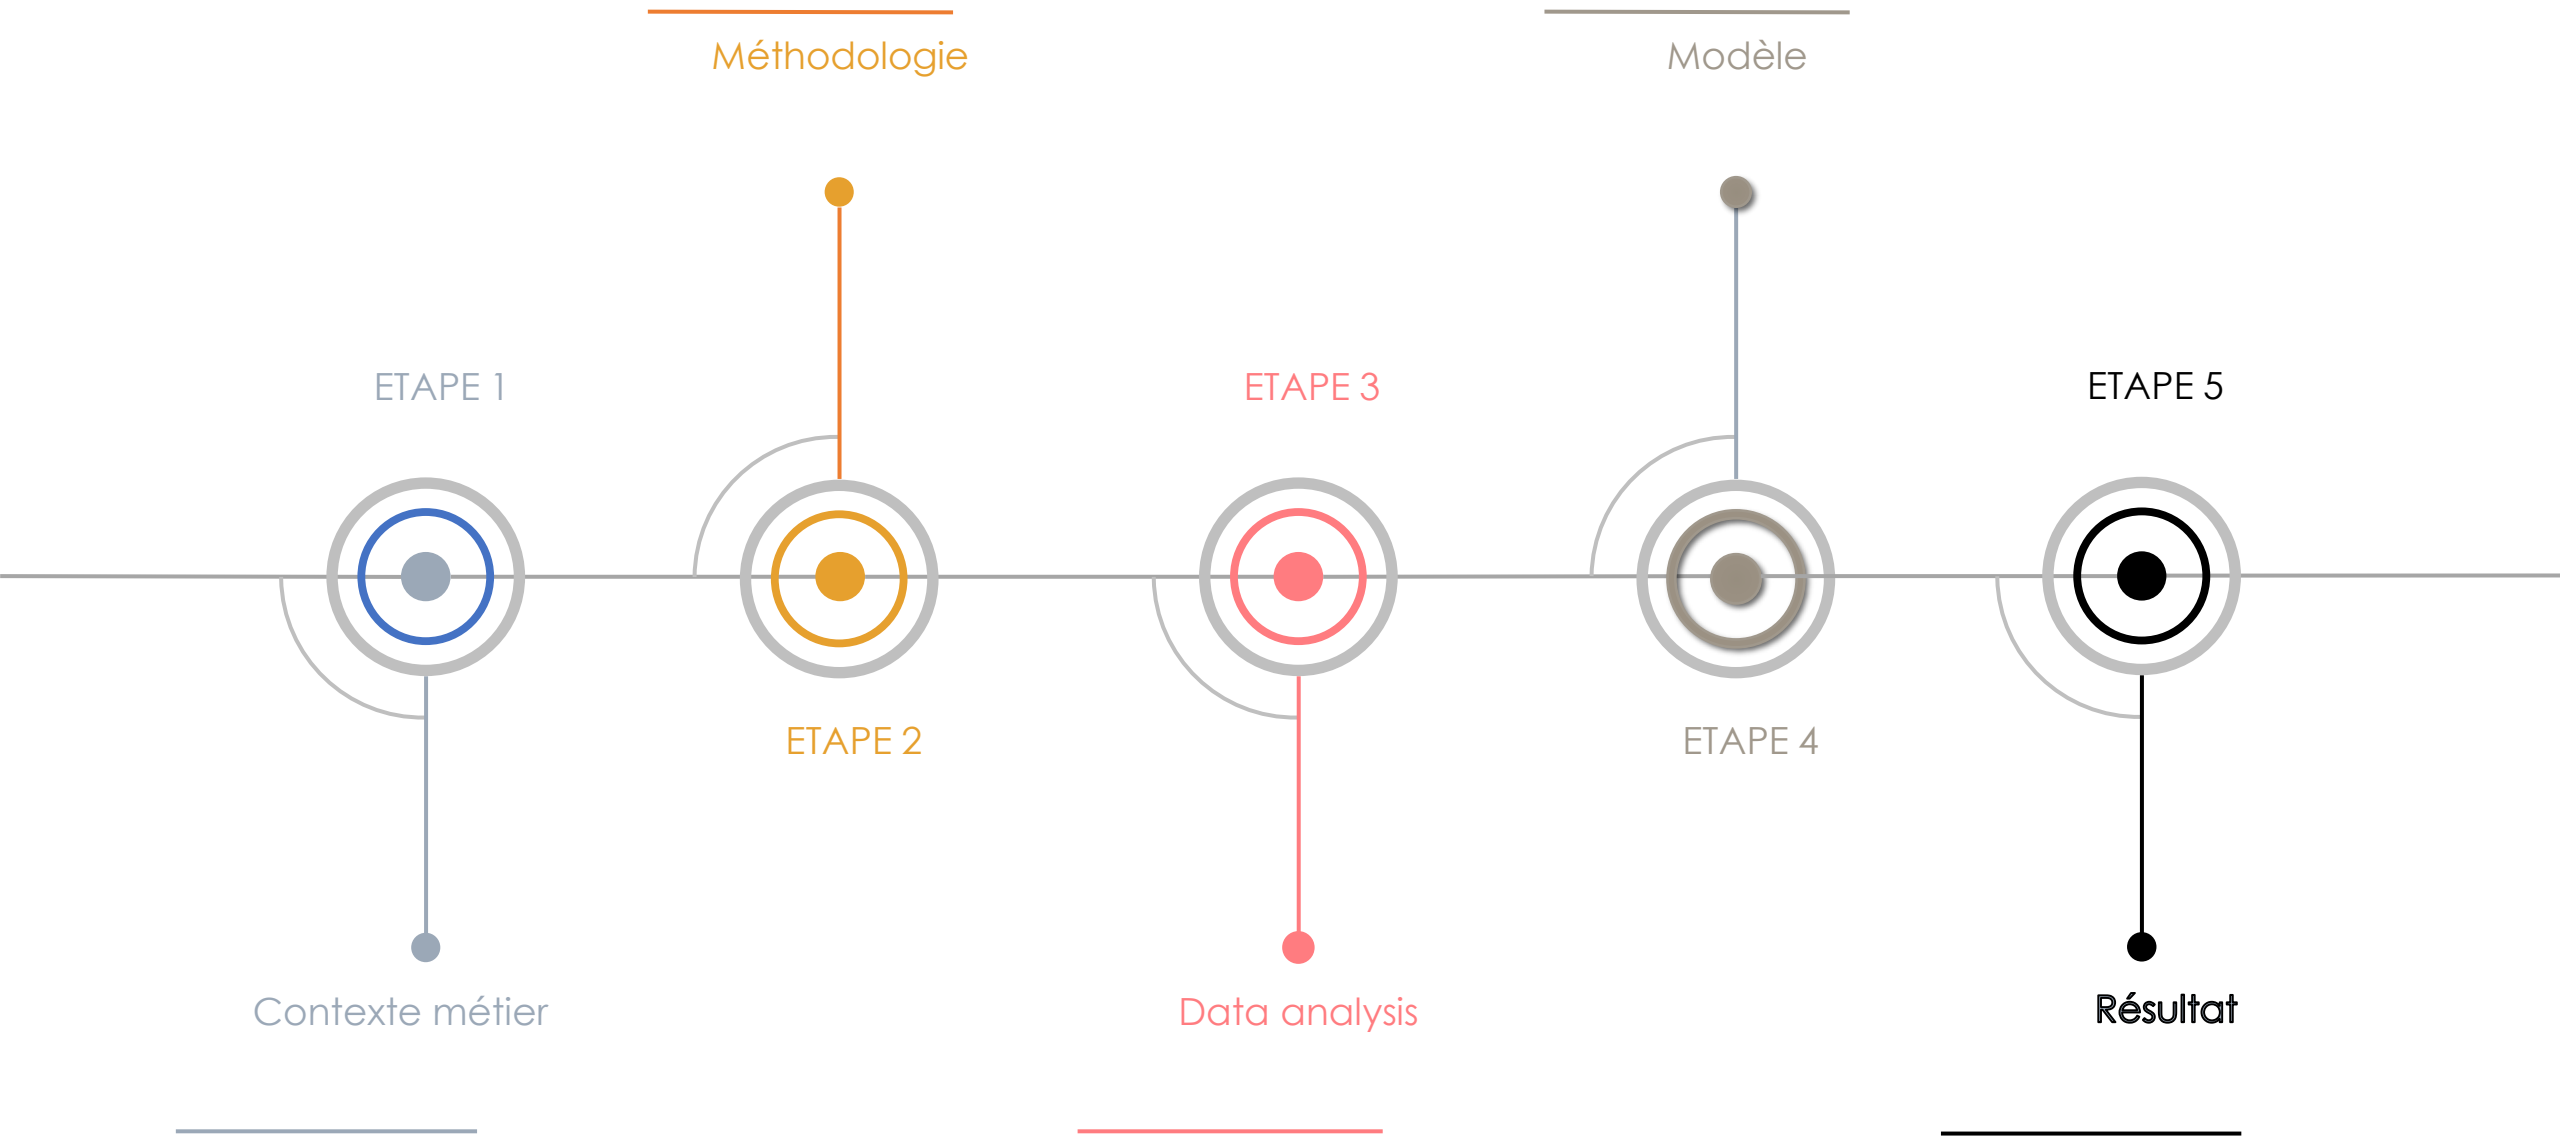 Méthodologie
Modèle
ETAPE 1
ETAPE 3
ETAPE 5
ETAPE 2
ETAPE 4
Contexte métier
Data analysis
Résultat